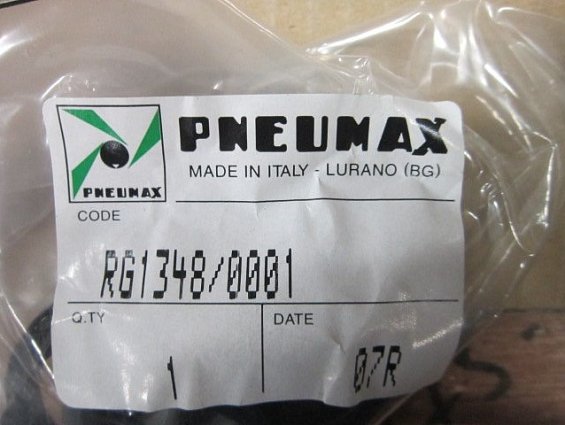 PNEUMAX
PNEUMAX
MADE IN ITALY - LURANO (BG)
CODE
RG1348/0001
Q.TY
DATE
1
07R